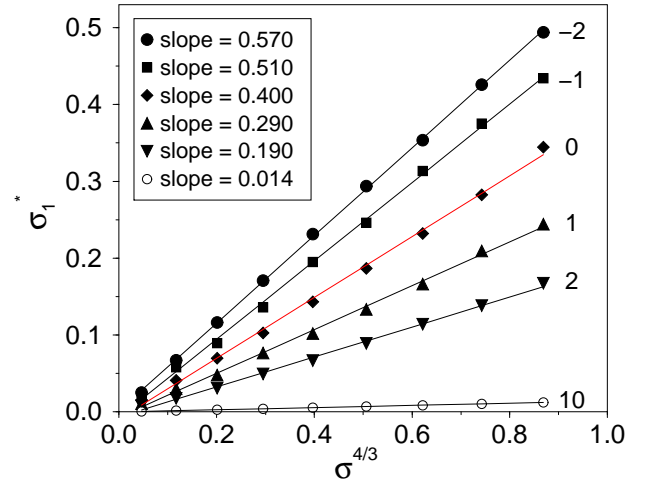 slope = 0.570
slope = 0.510
slope = 0.400
slope = 0.290
slope = 0.190
slope = 0.014
−2
−1
0
1
2
10
0.5
0.4
0.3
0.2
0.1
0.0
σ₁*
0.0 0.2 0.4 0.6 0.8 1.0
σ^4/3